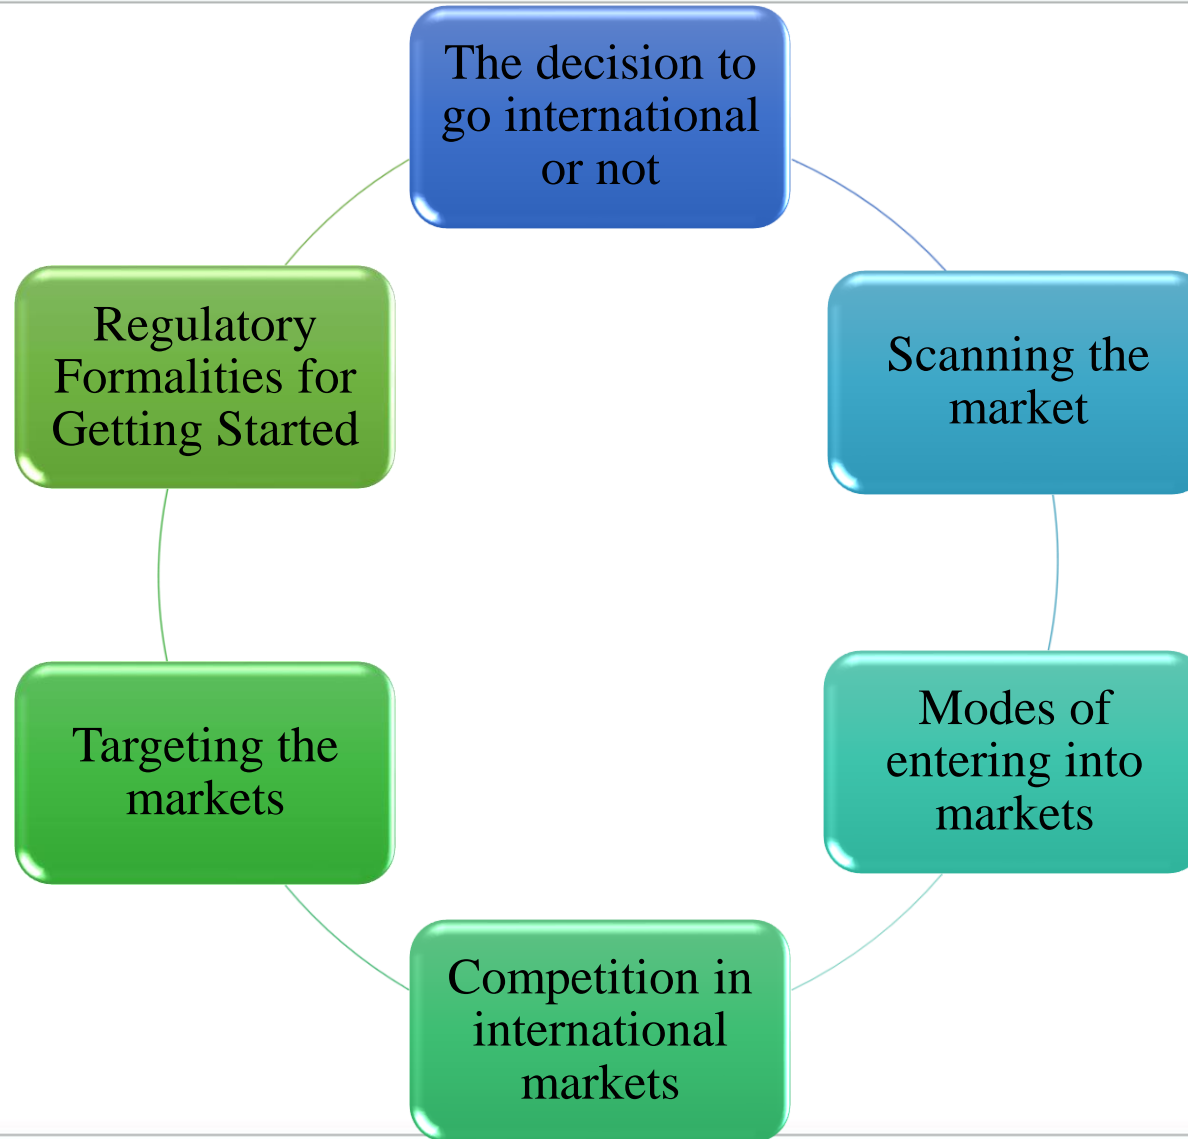 The decision to
go international
or not
Scanning the
market
Modes of
entering into
markets
Competition in
international
markets
Targeting the
markets
Regulatory
Formalities for
Getting Started